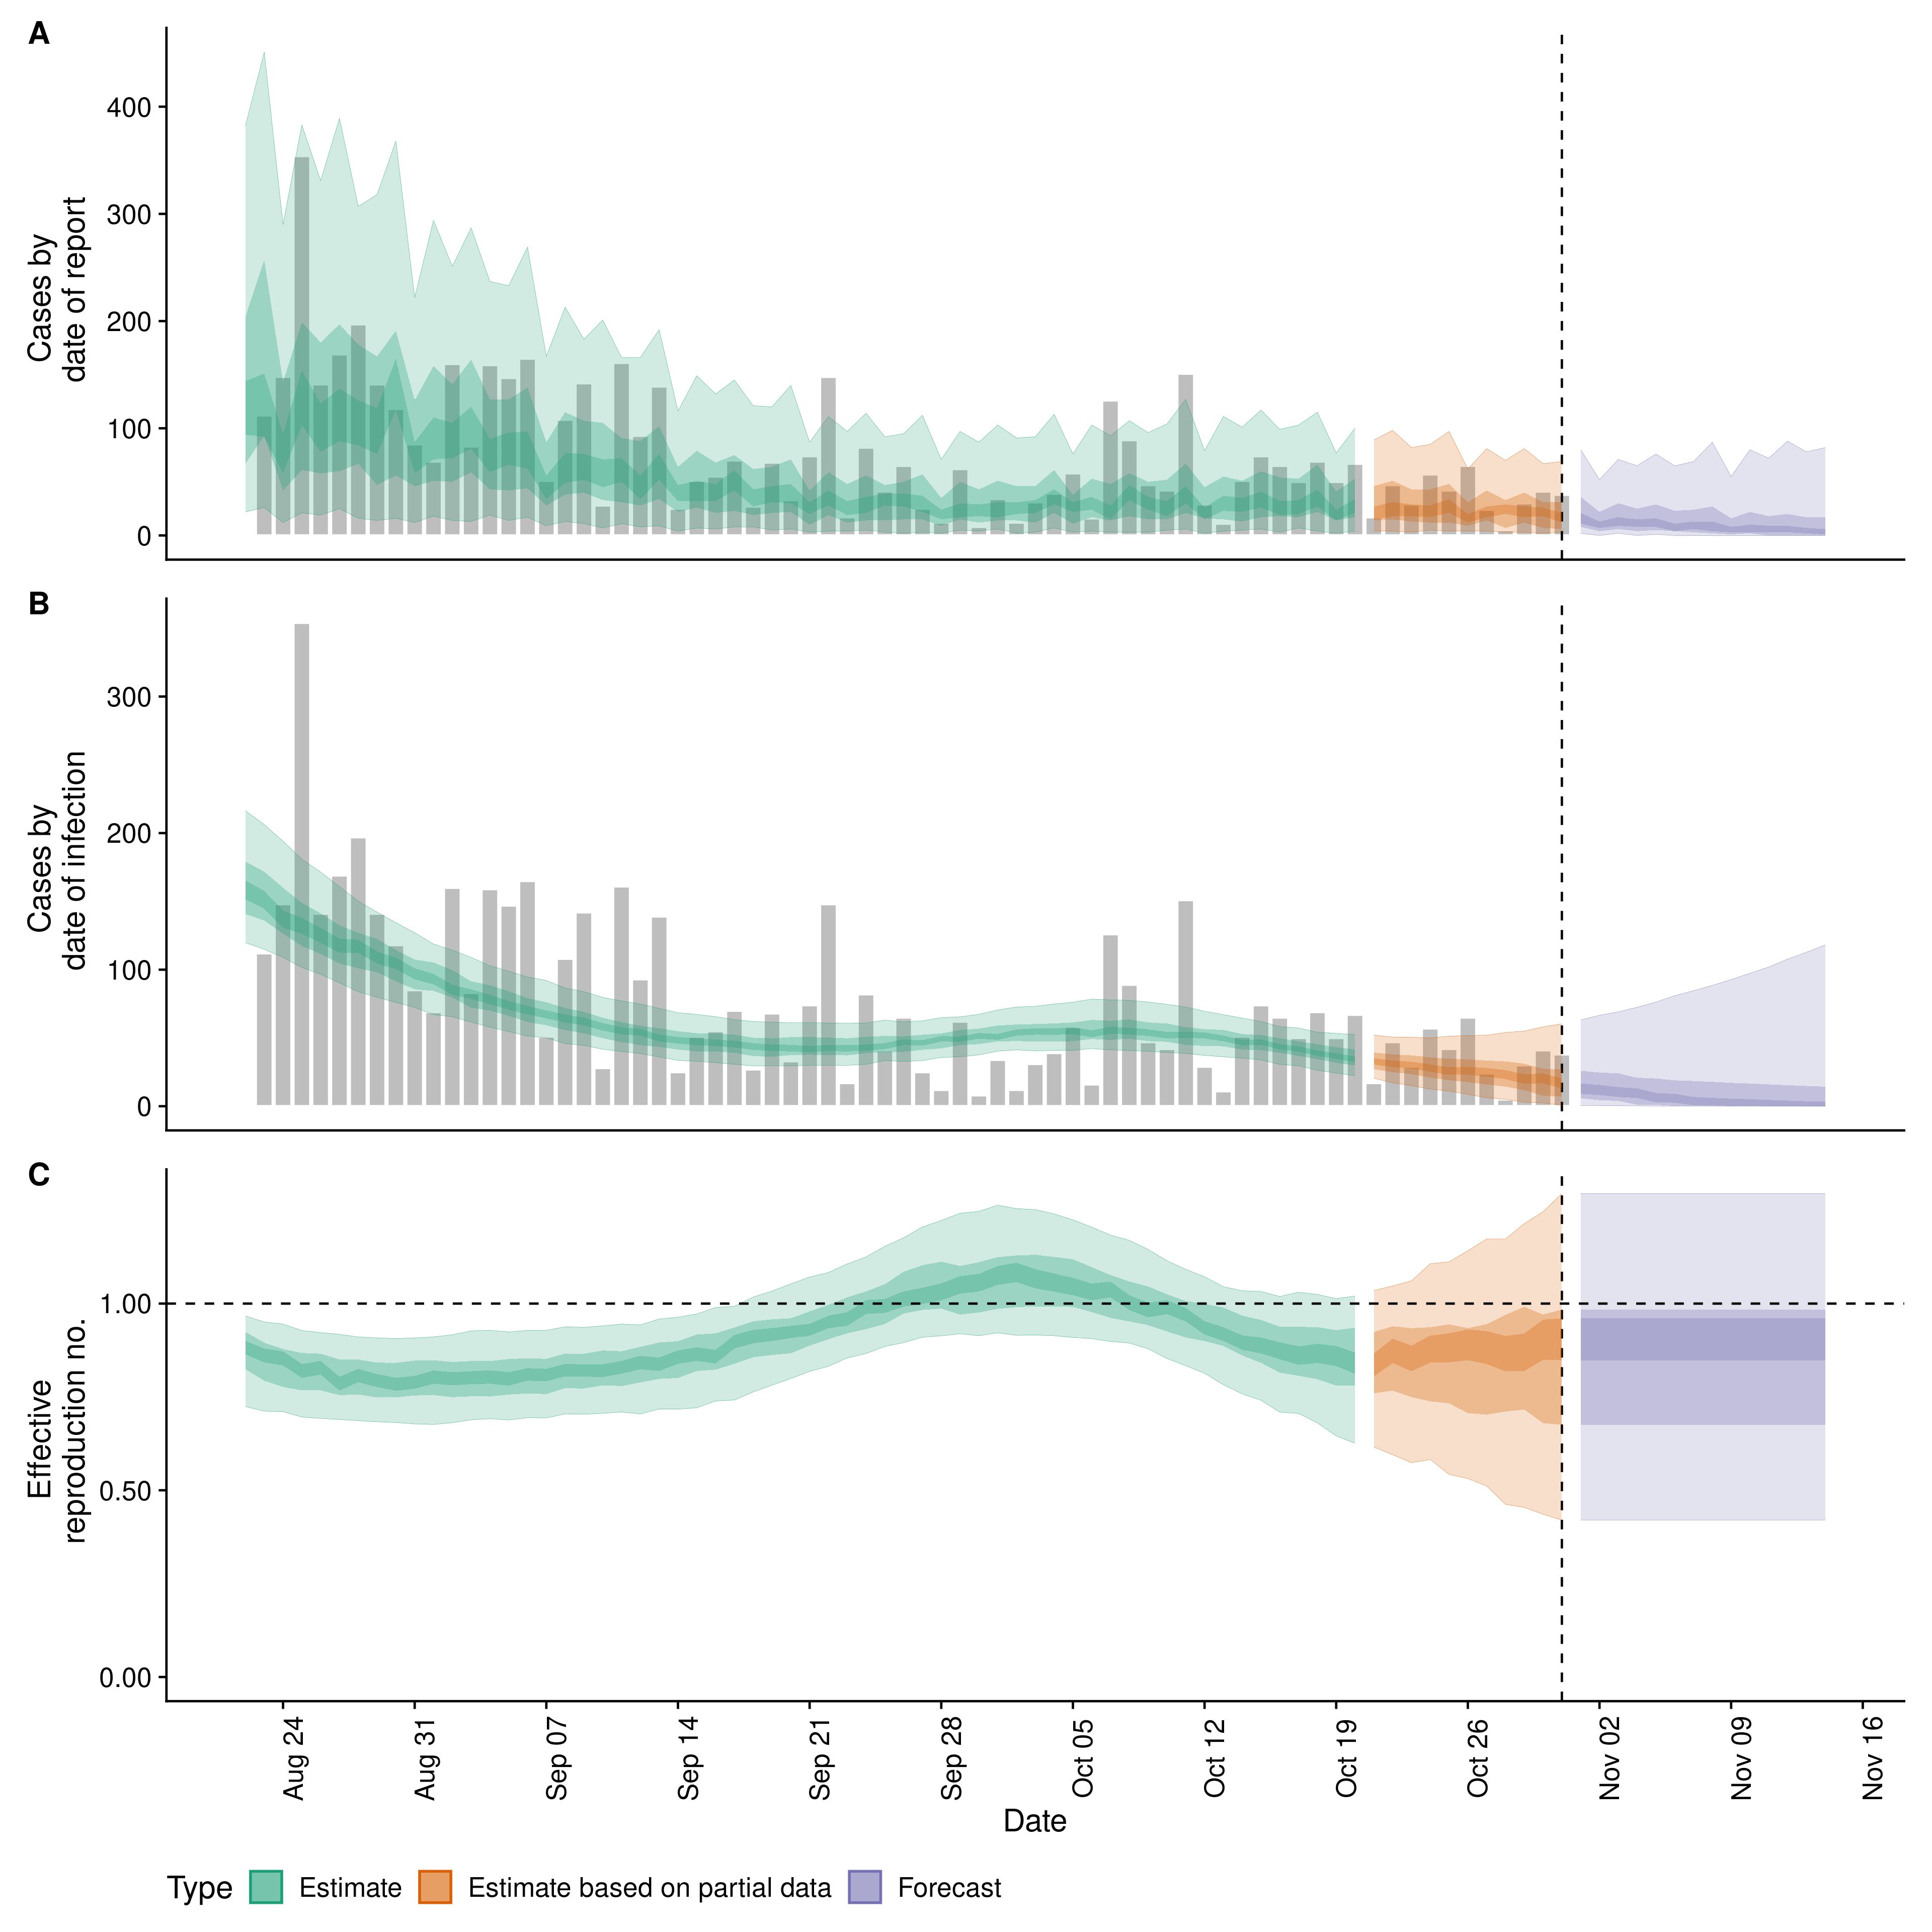 A
Cases by
date of report
400
300
200
100
0
B
Cases by
date of infection
300
200
100
0
C
Effective
reproduction no.
1.00
0.50
0.00
Aug 24
Aug 31
Sep 07
Sep 14
Sep 21
Sep 28
Oct 05
Oct 12
Oct 19
Oct 26
Nov 02
Nov 09
Nov 16
Date
Type
Estimate
Estimate based on partial data
Forecast